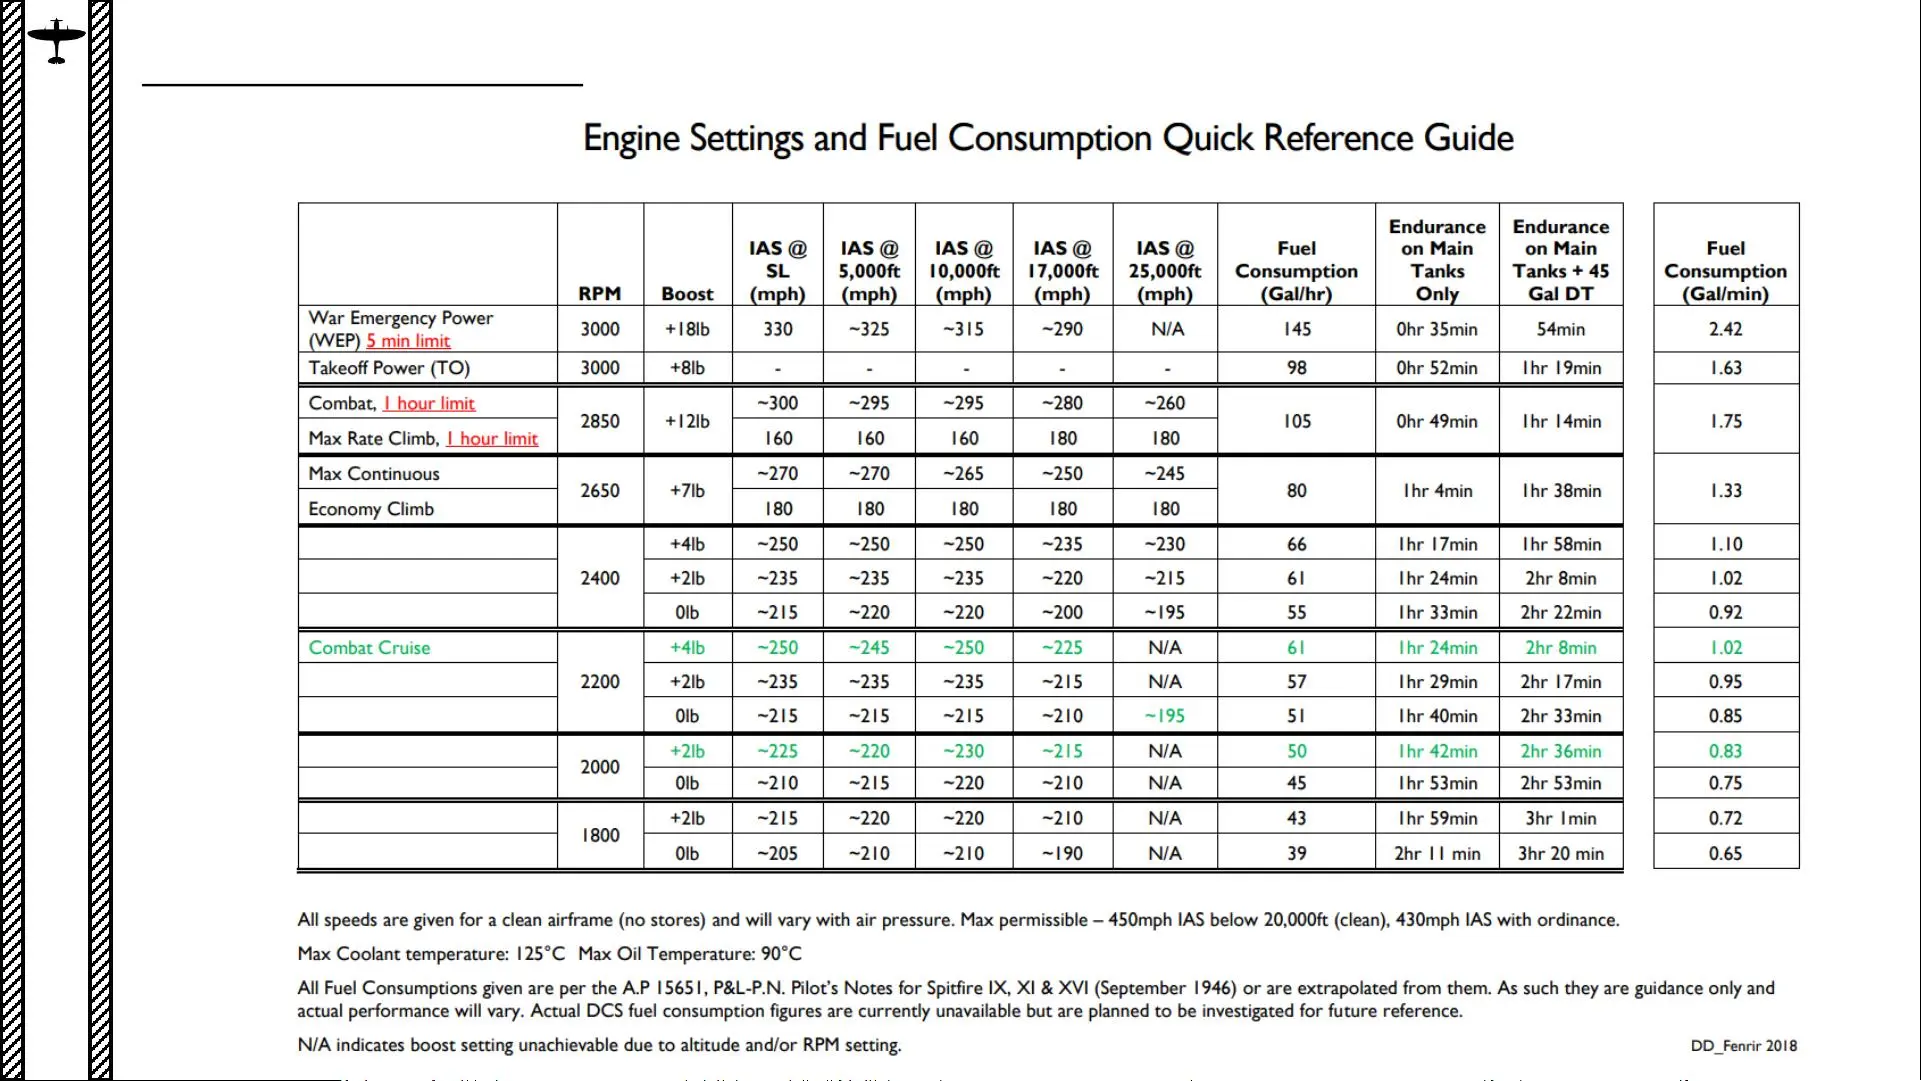 Engine Settings and Fuel Consumption Quick Reference Guide
RPM Boost IAS @ SL (mph) IAS @ 5,000ft (mph) IAS @ 10,000ft (mph) IAS @ 17,000ft (mph) IAS @ 25,000ft (mph) Fuel Consumption (Gal/hr) Endurance on Main Tanks Only Endurance on Main Tanks + 45 Gal DT Fuel Consumption (Gal/min)
War Emergency Power (WEP) 5 min limit 3000 +18lb 330 ~325 ~315 ~290 N/A 145 0hr 35min 54min 2.42
Takeoff Power (TO) 3000 +8lb - - - - - 98 0hr 52min 1hr 19min 1.63
Combat, 1 hour limit 2850 +12lb ~300 ~295 ~295 ~280 ~260 105 0hr 49min 1hr 14min 1.75
Max Rate Climb, 1 hour limit 160 160 160 180 180
Max Continuous 2650 +7lb ~270 ~270 ~265 ~250 ~245 80 1hr 4min 1hr 38min 1.33
Economy Climb 180 180 180 180 180
2400 +4lb ~250 ~250 ~250 ~235 ~230 66 1hr 17min 1hr 58min 1.10
+2lb ~235 ~235 ~235 ~220 ~215 61 1hr 24min 2hr 8min 1.02
0lb ~215 ~220 ~220 ~200 ~195 55 1hr 33min 2hr 22min 0.92
Combat Cruise 2200 +4lb ~250 ~245 ~250 ~225 N/A 61 1hr 24min 2hr 8min 1.02
+2lb ~235 ~235 ~235 ~215 N/A 57 1hr 29min 2hr 17min 0.95
0lb ~215 ~215 ~215 ~210 ~195 51 1hr 40min 2hr 33min 0.85
2000 +2lb ~225 ~220 ~230 ~215 N/A 50 1hr 42min 2hr 36min 0.83
0lb ~210 ~215 ~220 ~210 N/A 45 1hr 53min 2hr 53min 0.75
1800 +2lb ~215 ~220 ~220 ~210 N/A 43 1hr 59min 3hr 1min 0.72
0lb ~205 ~210 ~210 ~190 N/A 39 2hr 11 min 3hr 20 min 0.65
All speeds are given for a clean airframe (no stores) and will vary with air pressure. Max permissible – 450mph IAS below 20,000ft (clean), 430mph IAS with ordinance.
Max Coolant temperature: 125°C Max Oil Temperature: 90°C
All Fuel Consumptions given are per the A.P 1565I, P&L-P.N. Pilot's Notes for Spitfire IX, XI & XVI (September 1946) or are extrapolated from them. As such they are guidance only and
actual performance will vary. Actual DCS fuel consumption figures are currently unavailable but are planned to be investigated for future reference.
N/A indicates boost setting unachievable due to altitude and/or RPM setting.
DD_Fenrir 2018